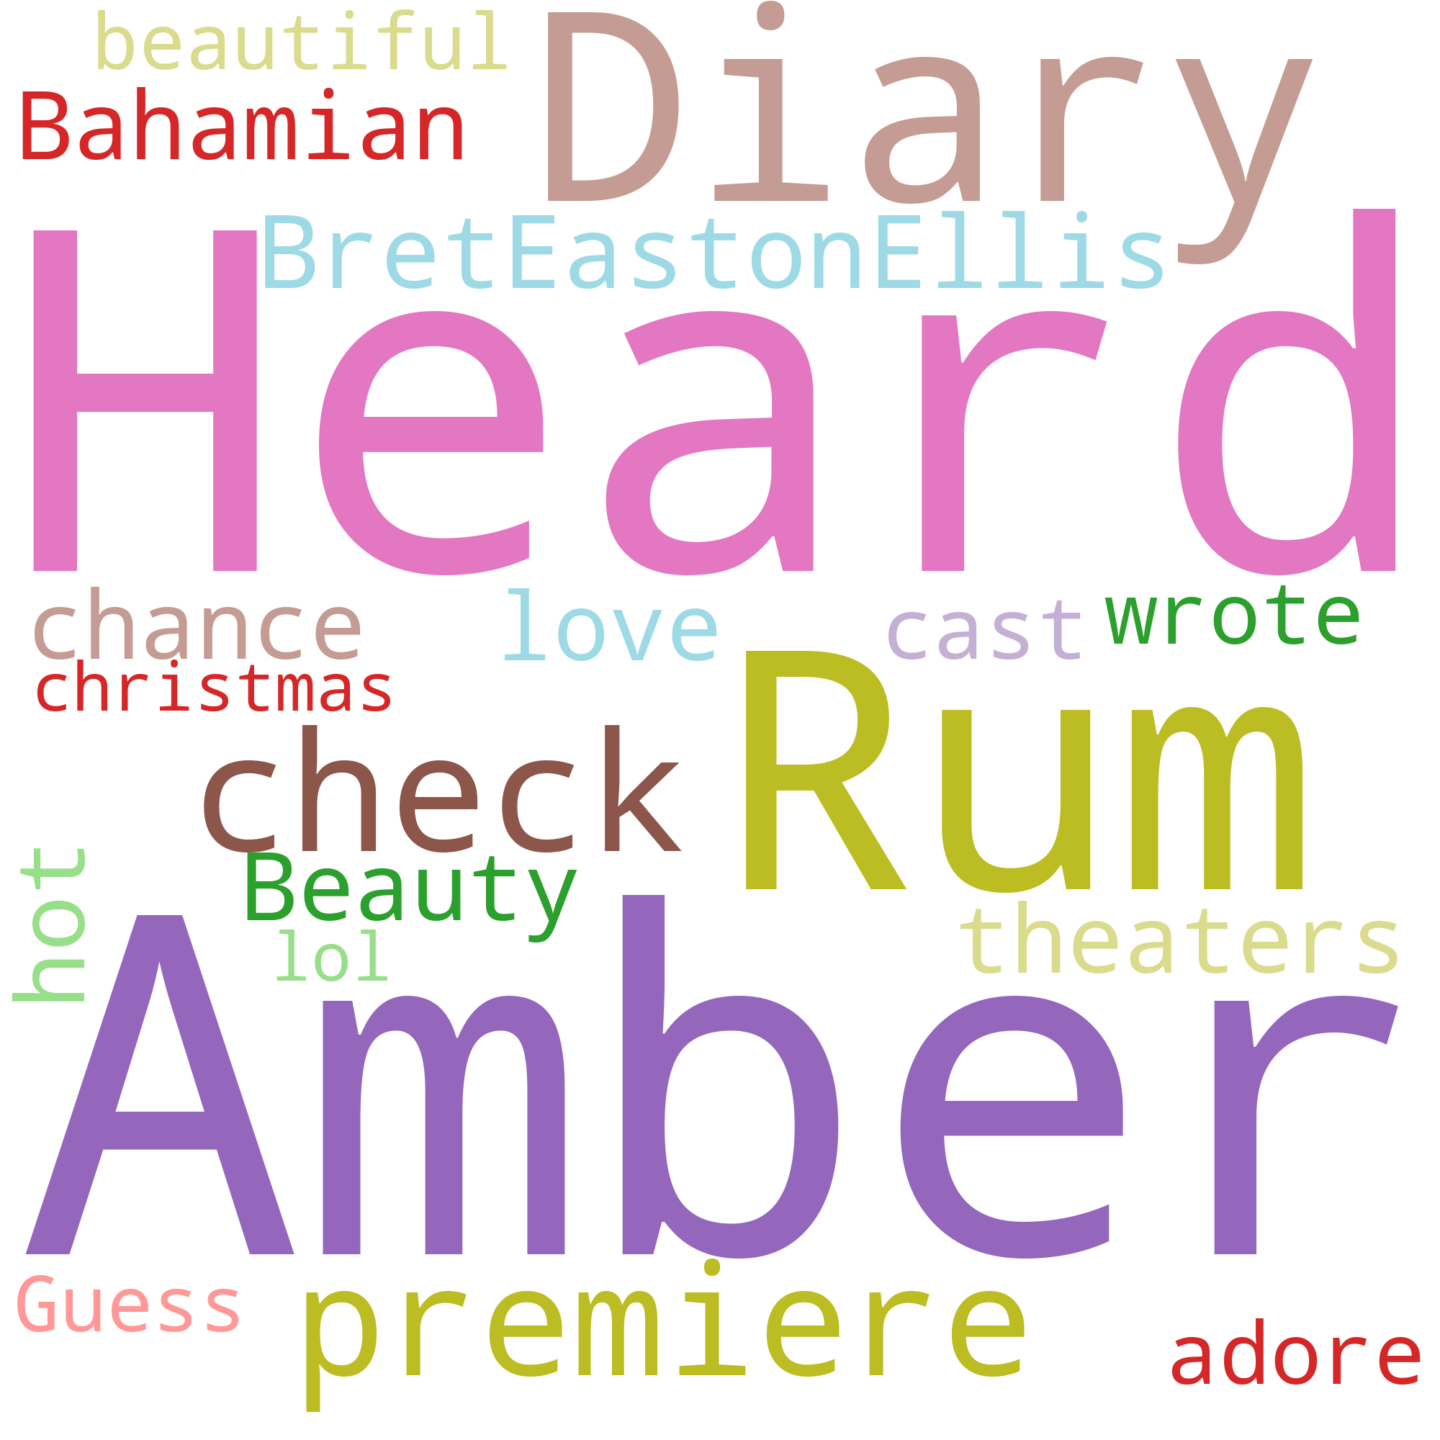 beautiful
Diary
Bahamian
BretEastonEllis
Heard
chance
love
cast
wrote
christmas
Rum
check
hot
Beauty
theaters
lol
Amber
Guess
premiere
adore